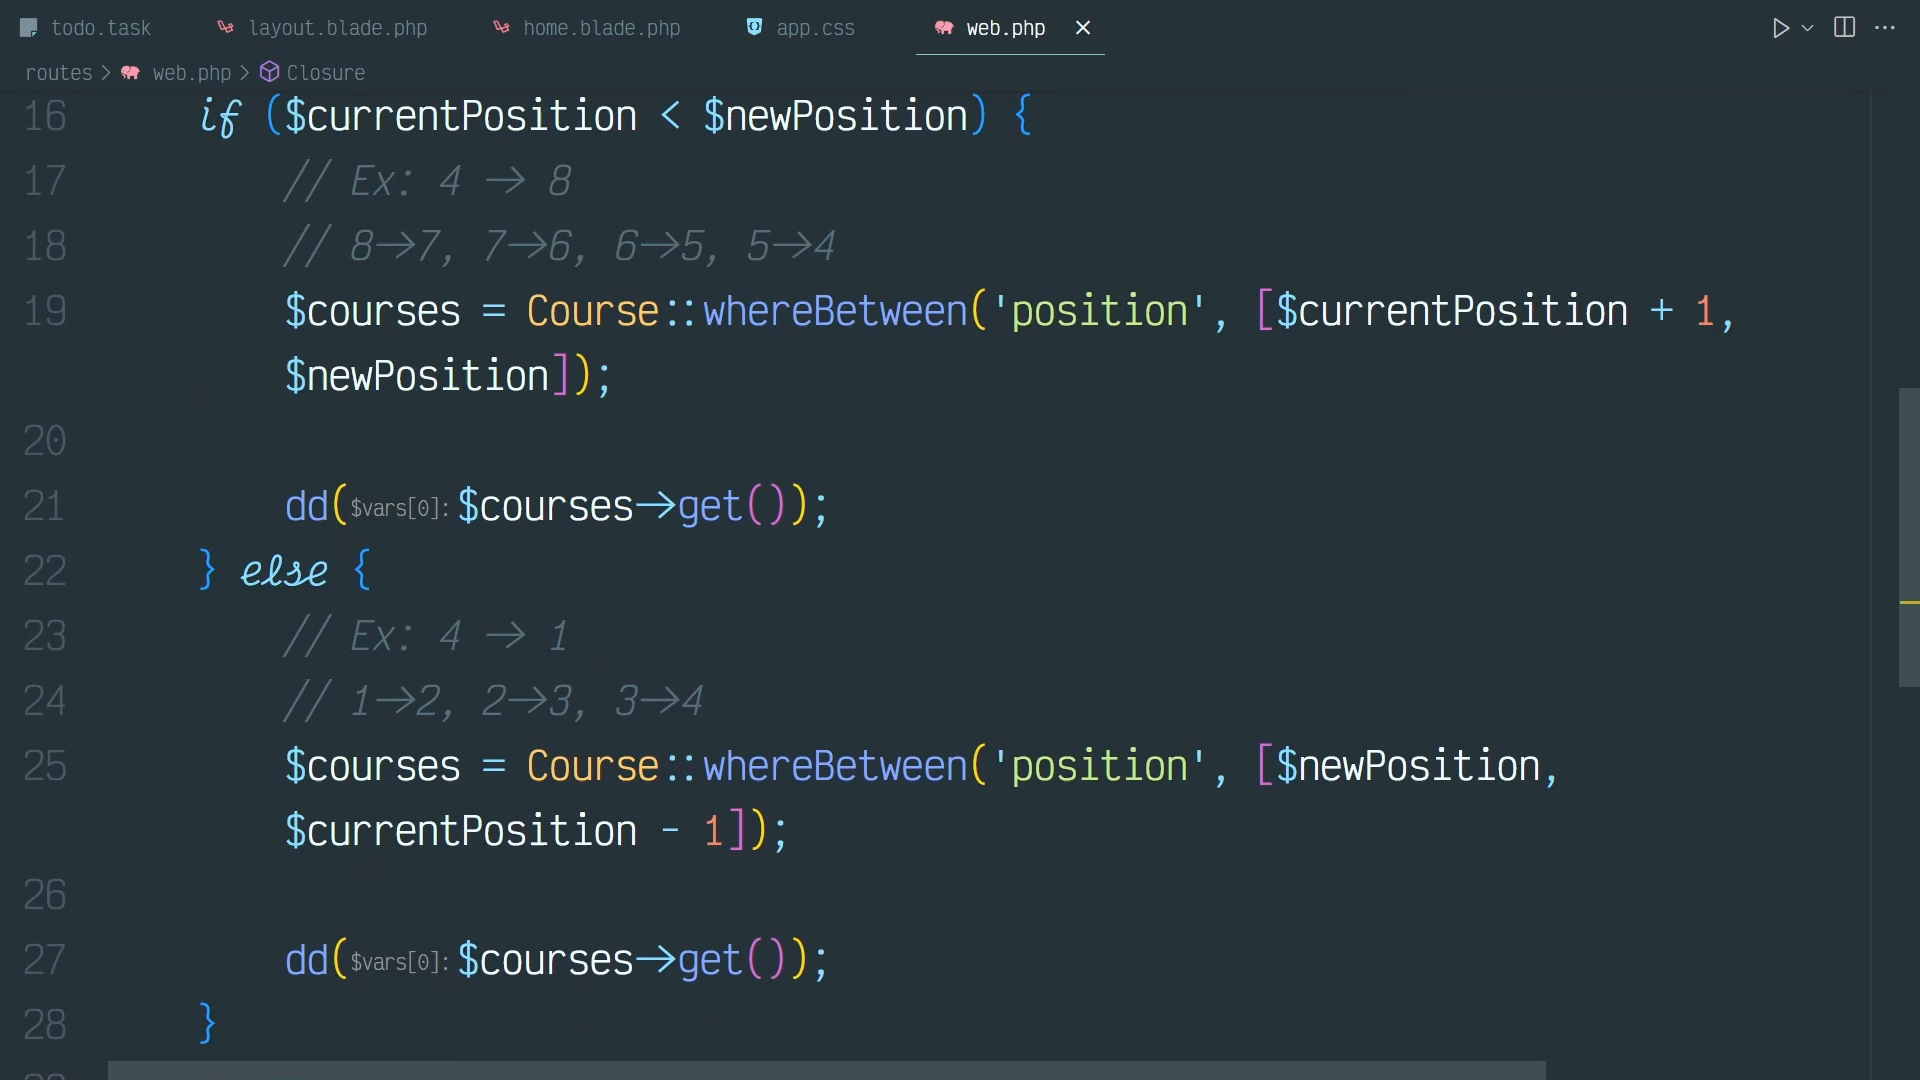 todo.task layout.blade.php home.blade.php app.css web.php
routes > web.php > Closure
16 if ($currentPosition < $newPosition) {
17 // Ex: 4 -> 8
18 // 8->7, 7->6, 6->5, 5->4
19 $courses = Course::whereBetween('position', [$currentPosition + 1,
$newPosition]);
20
21 dd($vars[0]: $courses->get());
22 } else {
23 // Ex: 4 -> 1
24 // 1->2, 2->3, 3->4
25 $courses = Course::whereBetween('position', [$newPosition,
$currentPosition - 1]);
26
27 dd($vars[0]: $courses->get());
28 }